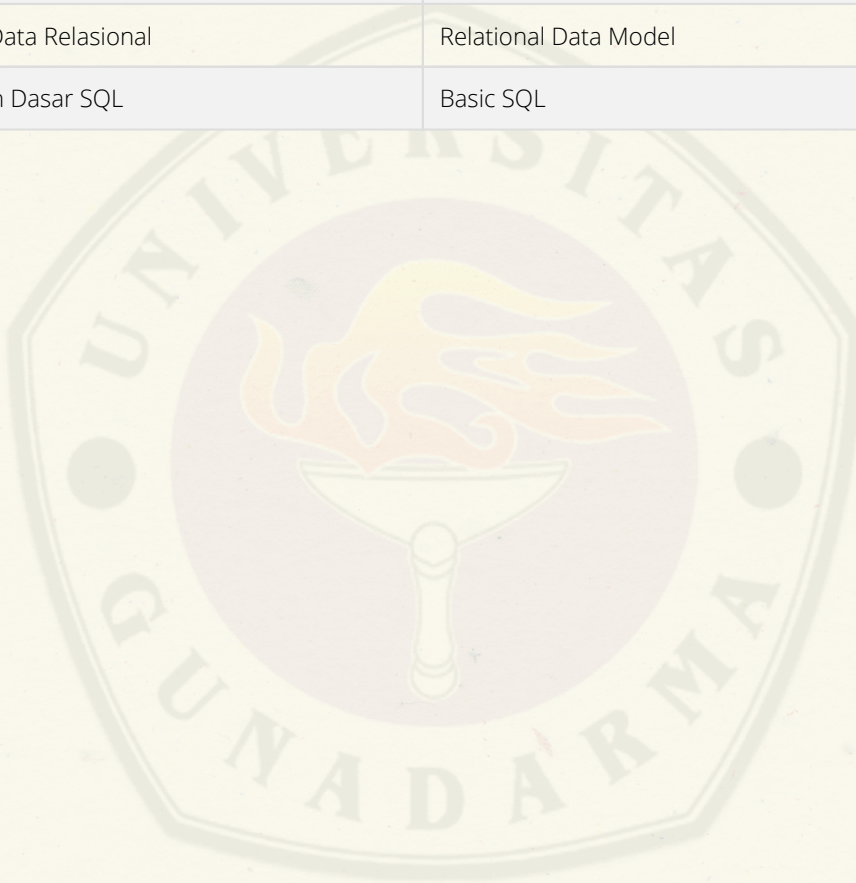 Data Relasional Relational Data Model
Dasar SQL Basic SQL
UNIVERSITAS
GUNADARMA